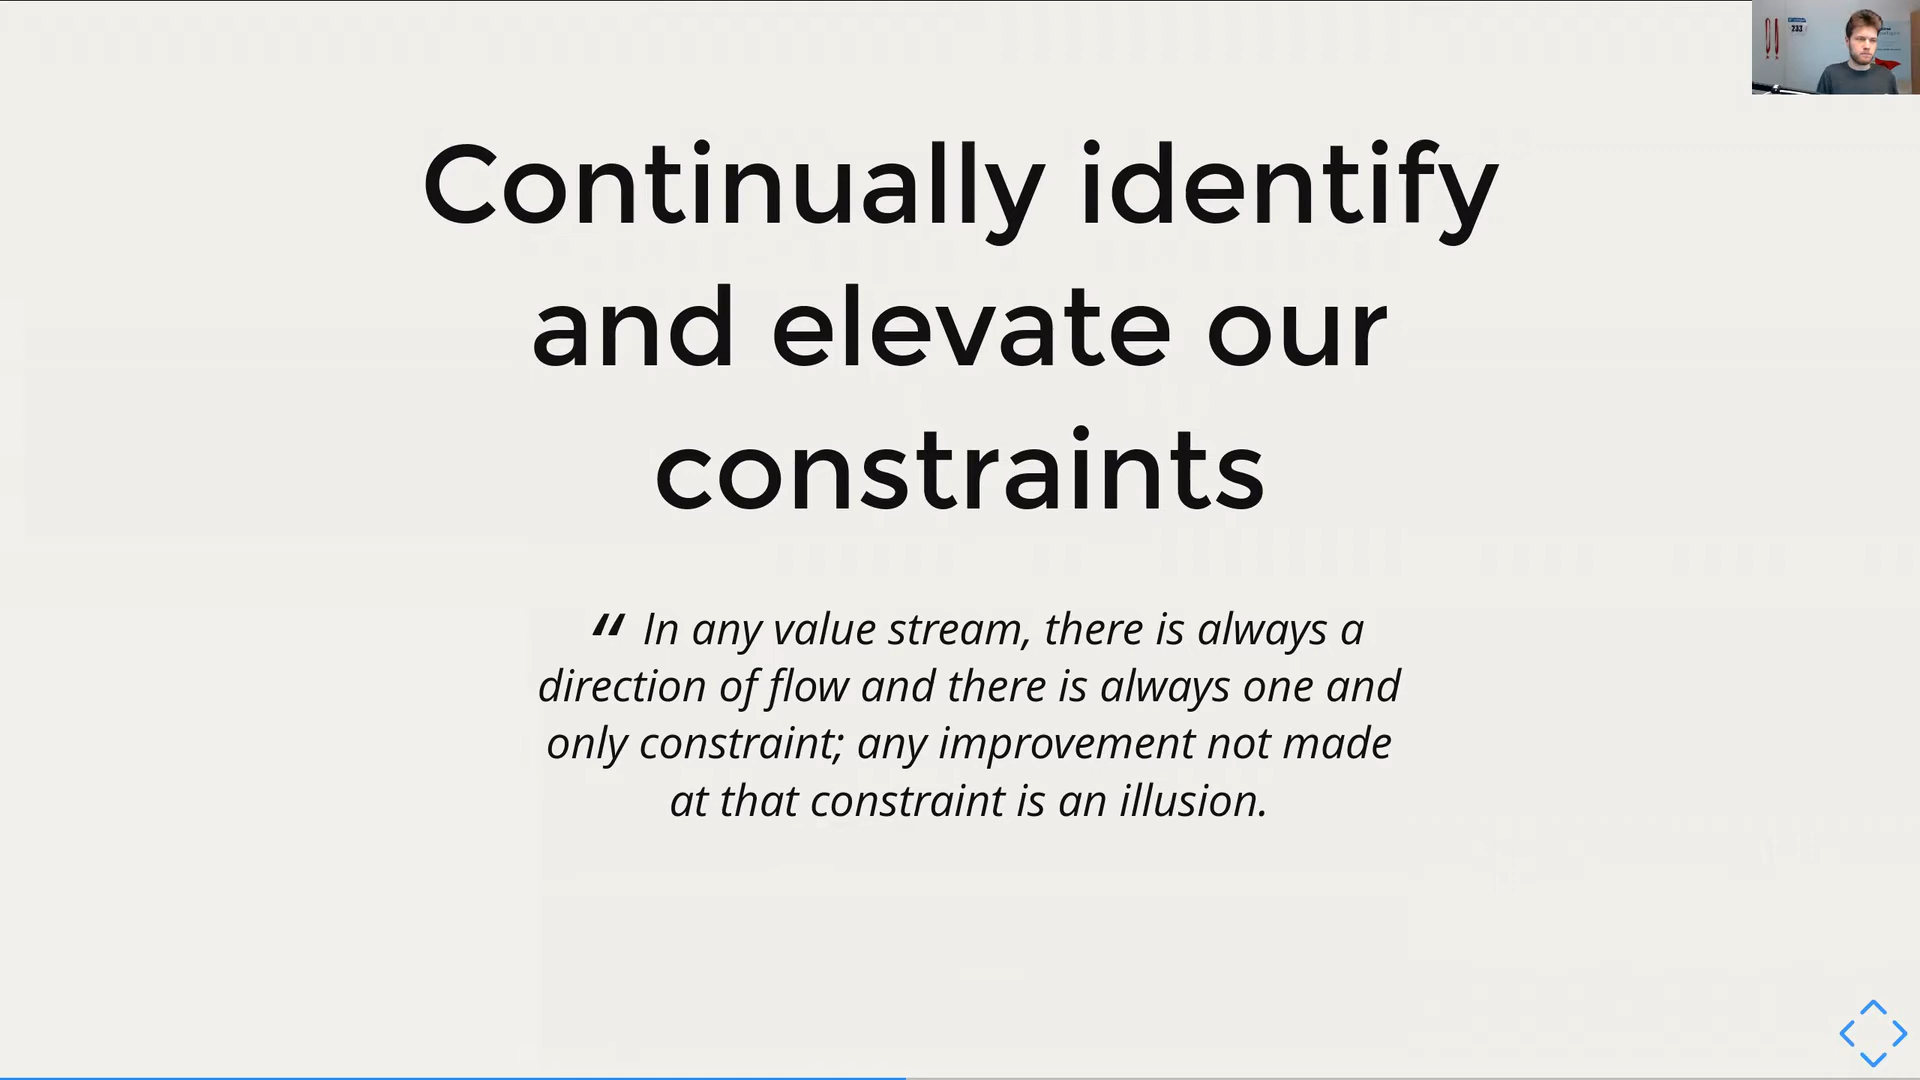 233
Continually identify
and elevate our
constraints
“ In any value stream, there is always a
direction of flow and there is always one and
only constraint; any improvement not made
at that constraint is an illusion.